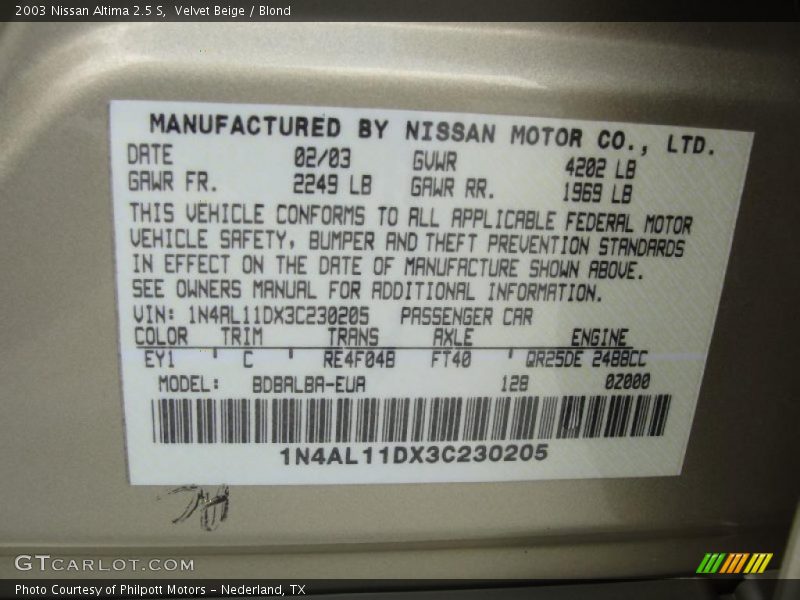 2003 Nissan Altima 2.5 S, Velvet Beige / Blond
MANUFACTURED BY NISSAN MOTOR CO., LTD.
DATE 02/03 GVWR 4202 LB
GAWR FR. 2249 LB GAWR RR. 1969 LB
THIS VEHICLE CONFORMS TO ALL APPLICABLE FEDERAL MOTOR
VEHICLE SAFETY, BUMPER AND THEFT PREVENTION STANDARDS
IN EFFECT ON THE DATE OF MANUFACTURE SHOWN ABOVE.
SEE OWNERS MANUAL FOR ADDITIONAL INFORMATION.
VIN: 1N4AL11DX3C230205 PASSENGER CAR
COLOR TRIM TRANS AXLE ENGINE
EY1 C RE4F04B FT40 QR25DE 2488CC
MODEL: BDBALBA-EUA 128 0Z000
1N4AL11DX3C230205
GTCARLOT.COM
Photo Courtesy of Philpott Motors - Nederland, TX